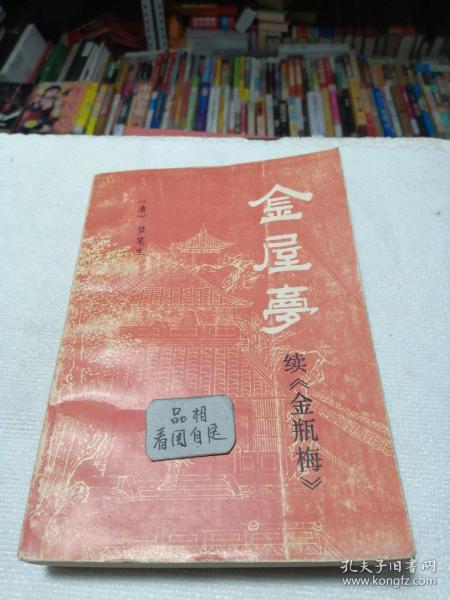 金屋夢
续《金瓶梅》
〔清〕梦笔生
品相
看图自定
孔夫子旧书网
www.kongfz.com